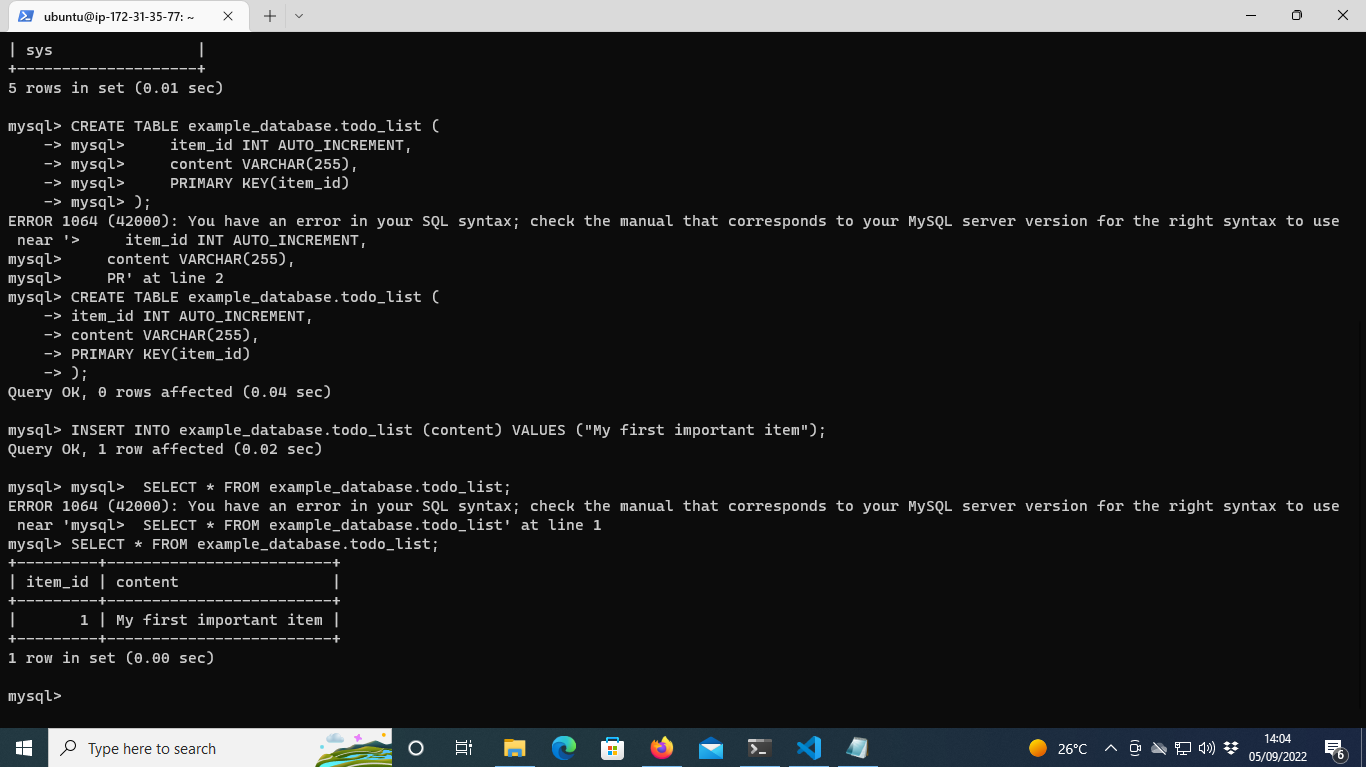 ubuntu@ip-172-31-35-77: ~
| sys                |
+--------------------+
5 rows in set (0.01 sec)
mysql> CREATE TABLE example_database.todo_list (
    -> mysql>     item_id INT AUTO_INCREMENT,
    -> mysql>     content VARCHAR(255),
    -> mysql>     PRIMARY KEY(item_id)
    -> mysql> );
ERROR 1064 (42000): You have an error in your SQL syntax; check the manual that corresponds to your MySQL server version for the right syntax to use
 near '>     item_id INT AUTO_INCREMENT,
mysql>     content VARCHAR(255),
mysql>     PR' at line 2
mysql> CREATE TABLE example_database.todo_list (
    -> item_id INT AUTO_INCREMENT,
    -> content VARCHAR(255),
    -> PRIMARY KEY(item_id)
    -> );
Query OK, 0 rows affected (0.04 sec)
mysql> INSERT INTO example_database.todo_list (content) VALUES ("My first important item");
Query OK, 1 row affected (0.02 sec)
mysql> mysql>  SELECT * FROM example_database.todo_list;
ERROR 1064 (42000): You have an error in your SQL syntax; check the manual that corresponds to your MySQL server version for the right syntax to use
 near 'mysql>  SELECT * FROM example_database.todo_list' at line 1
mysql> SELECT * FROM example_database.todo_list;
+---------+-------------------------+
| item_id | content                 |
+---------+-------------------------+
|       1 | My first important item |
+---------+-------------------------+
1 row in set (0.00 sec)
mysql>
Type here to search
26°C
14:04
05/09/2022
6